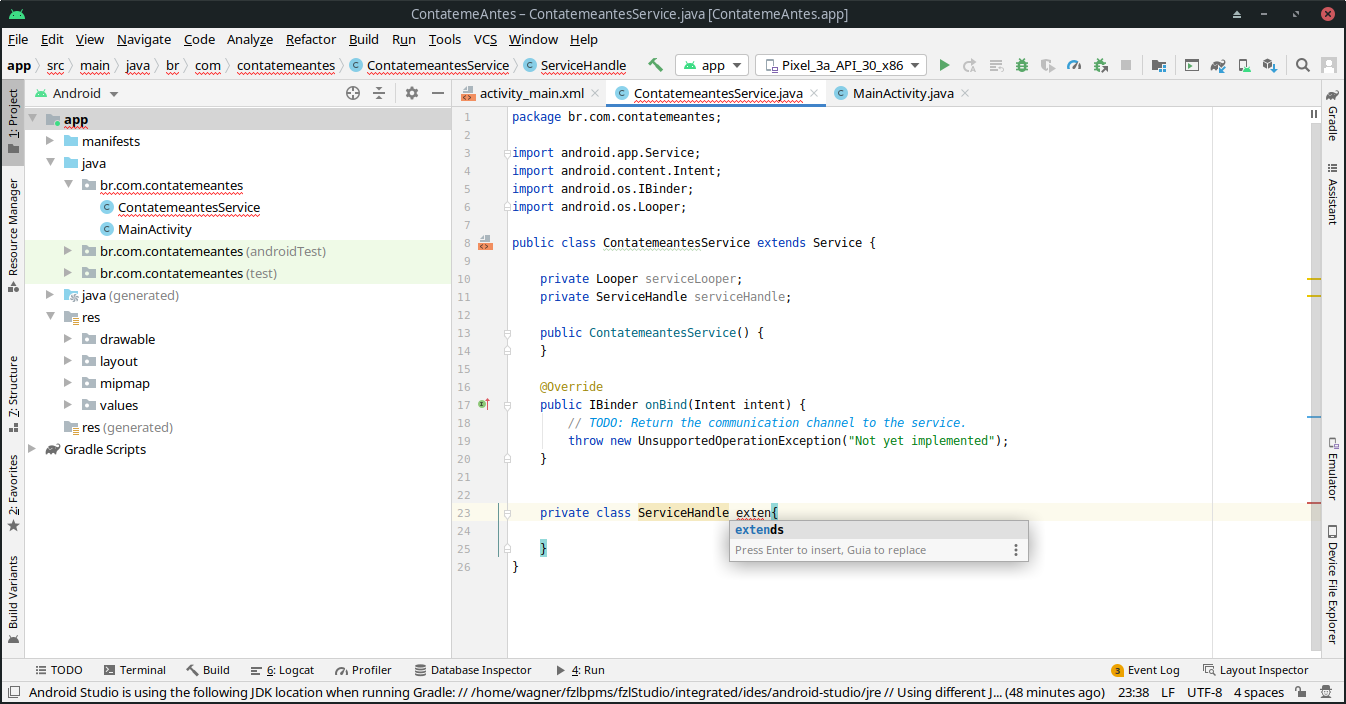 ContatemeAntes – ContatemeantesService.java [ContatemeAntes.app]
File Edit View Navigate Code Analyze Refactor Build Run Tools VCS Window Help
app src main java br com contatemeantes ContatemeantesService ServiceHandle app Pixel_3a_API_30_x86
1: Project
Resource Manager
7: Structure
2: Favorites
Build Variants
Android
app
manifests
java
br.com.contatemeantes
ContatemeantesService
MainActivity
br.com.contatemeantes (androidTest)
br.com.contatemeantes (test)
java (generated)
res
drawable
layout
mipmap
values
res (generated)
Gradle Scripts
activity_main.xml ContatemeantesService.java MainActivity.java
1 package br.com.contatemeantes;
2
3 import android.app.Service;
4 import android.content.Intent;
5 import android.os.IBinder;
6 import android.os.Looper;
7
8 public class ContatemeantesService extends Service {
9
10 private Looper serviceLooper;
11 private ServiceHandle serviceHandle;
12
13 public ContatemeantesService() {
14 }
15
16 @Override
17 public IBinder onBind(Intent intent) {
18 // TODO: Return the communication channel to the service.
19 throw new UnsupportedOperationException("Not yet implemented");
20 }
21
22
23 private class ServiceHandle exten{
24
25 }
26 }
extends
Press Enter to insert, Guia to replace
Gradle
Assistant
Emulator
Device File Explorer
TODO Terminal Build 6: Logcat Profiler Database Inspector 4: Run 3 Event Log Layout Inspector
Android Studio is using the following JDK location when running Gradle: // /home/wagner/fzlbpms/fzlStudio/integrated/ides/android-studio/jre // Using different J... (48 minutes ago) 23:38 LF UTF-8 4 spaces